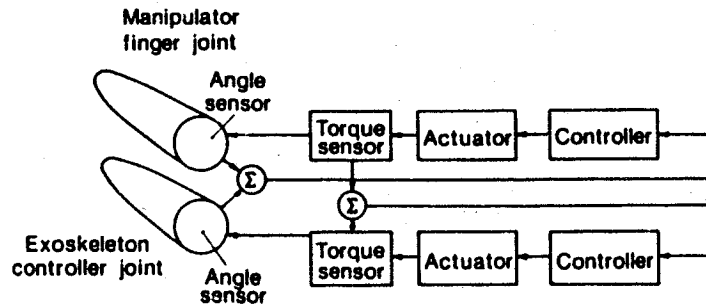 Manipulator
finger joint
Angle
sensor
Torque
sensor
Actuator
Controller
Σ
Σ
Exoskeleton
controller joint
Angle
sensor
Torque
sensor
Actuator
Controller